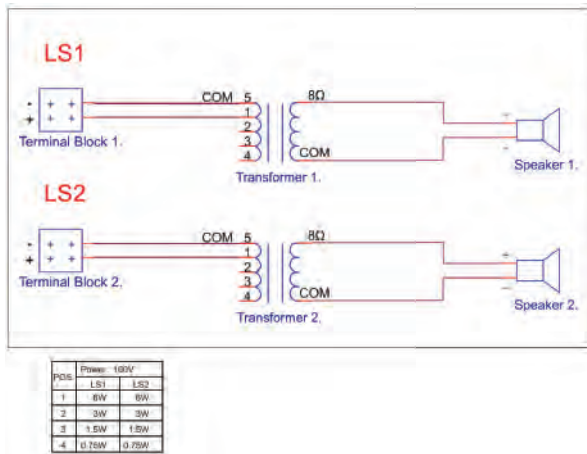 LS1
COM 5 8Ω
- 1
+ 2
3
4 COM
Terminal Block 1.
Transformer 1.
+
-
Speaker 1.
LS2
COM 5 8Ω
- 1
+ 2
3
4 COM
Terminal Block 2.
Transformer 2.
+
-
Speaker 2.
POS. Power 100V
LS1 LS2
1 6W 6W
2 3W 3W
3 1.5W 1.5W
4 0.75W 0.75W